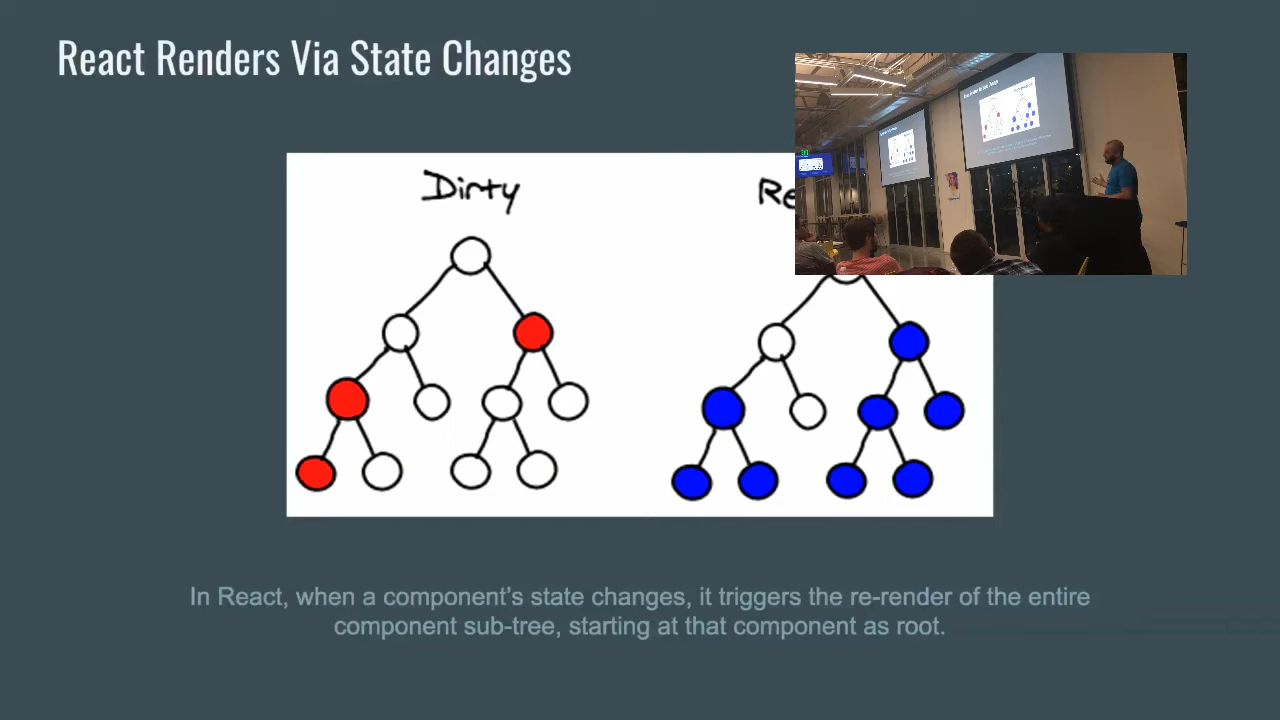 React Renders Via State Changes
Dirty
Re
In React, when a component's state changes, it triggers the re-render of the entire
component sub-tree, starting at that component as root.